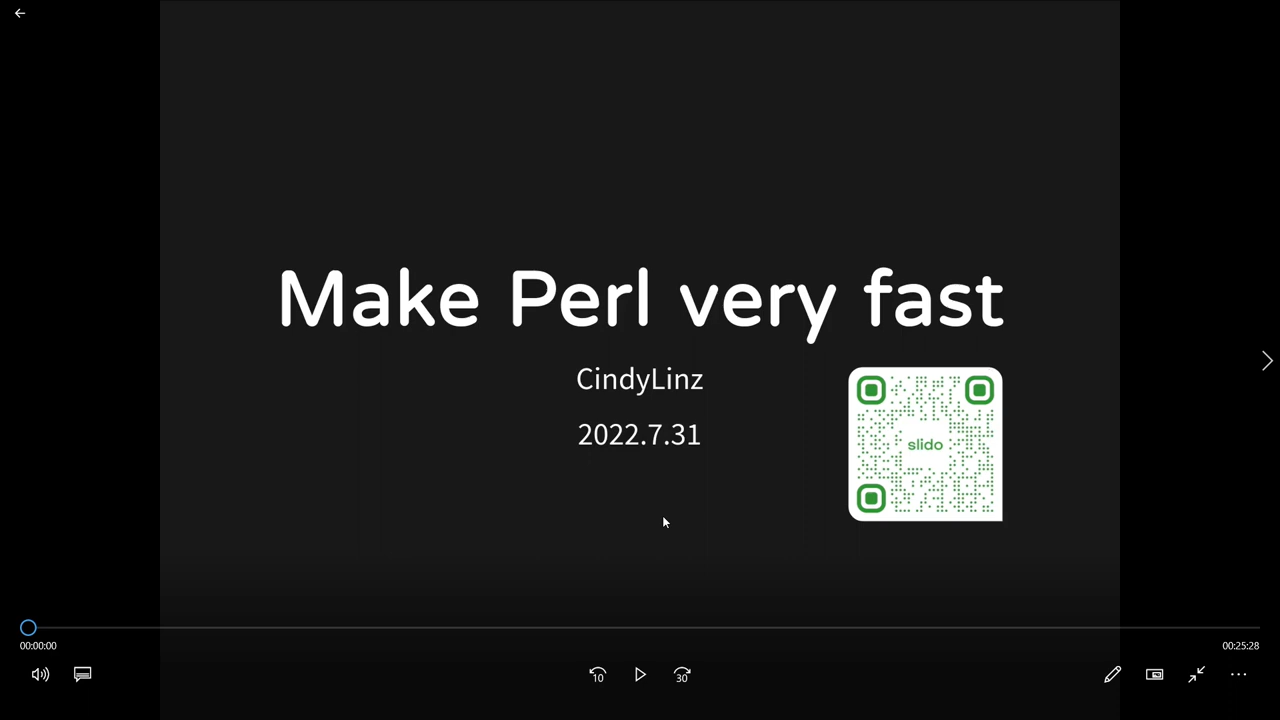 Make Perl very fast
CindyLinz
2022.7.31
slido
00:00:00
00:25:28
10
30